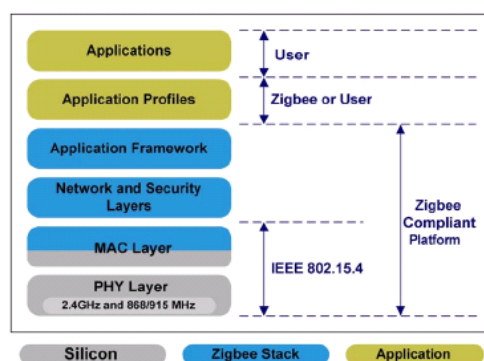 Applications
User
Application Profiles
Zigbee or User
Application Framework
Network and Security
Layers
Zigbee
Compliant
Platform
MAC Layer
IEEE 802.15.4
PHY Layer
2.4GHz and 868/915 MHz
Silicon
Zigbee Stack
Application